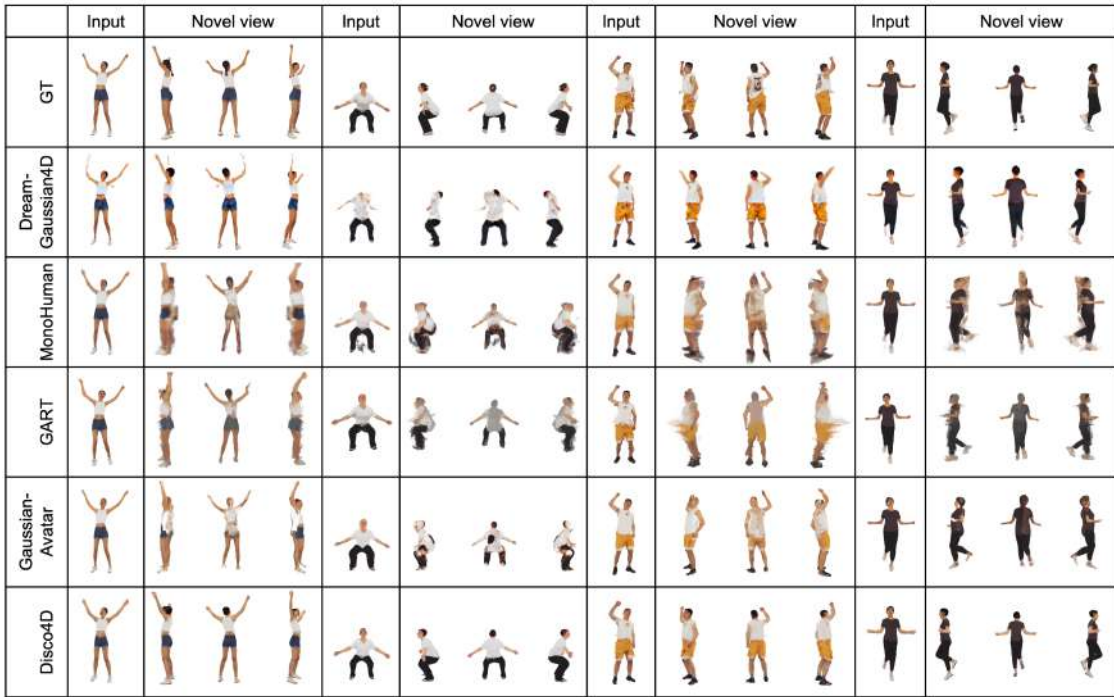 Input Novel view Input Novel view Input Novel view Input Novel view
GT
Dream-
Gaussian4D
MonoHuman
GART
Gaussian-
Avatar
Disco4D